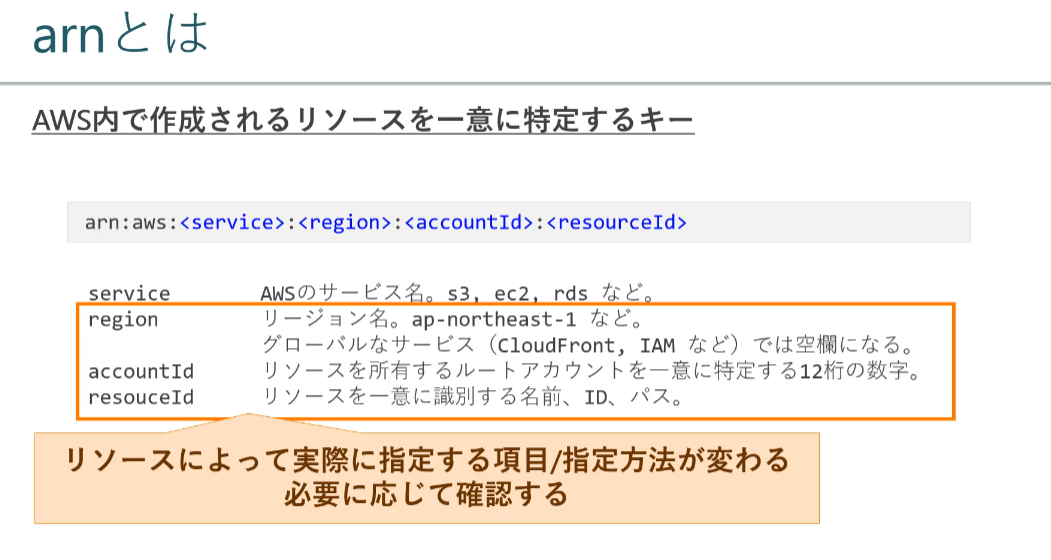 arnとは
AWS内で作成されるリソースを一意に特定するキー
arn:aws:<service>:<region>:<accountId>:<resourceId>
service AWSのサービス名。s3, ec2, rds など。
region リージョン名。ap-northeast-1 など。
グローバルなサービス（CloudFront, IAM など）では空欄になる。
accountId リソースを所有するルートアカウントを一意に特定する12桁の数字。
resouceId リソースを一意に識別する名前、ID、パス。
リソースによって実際に指定する項目/指定方法が変わる
必要に応じて確認する